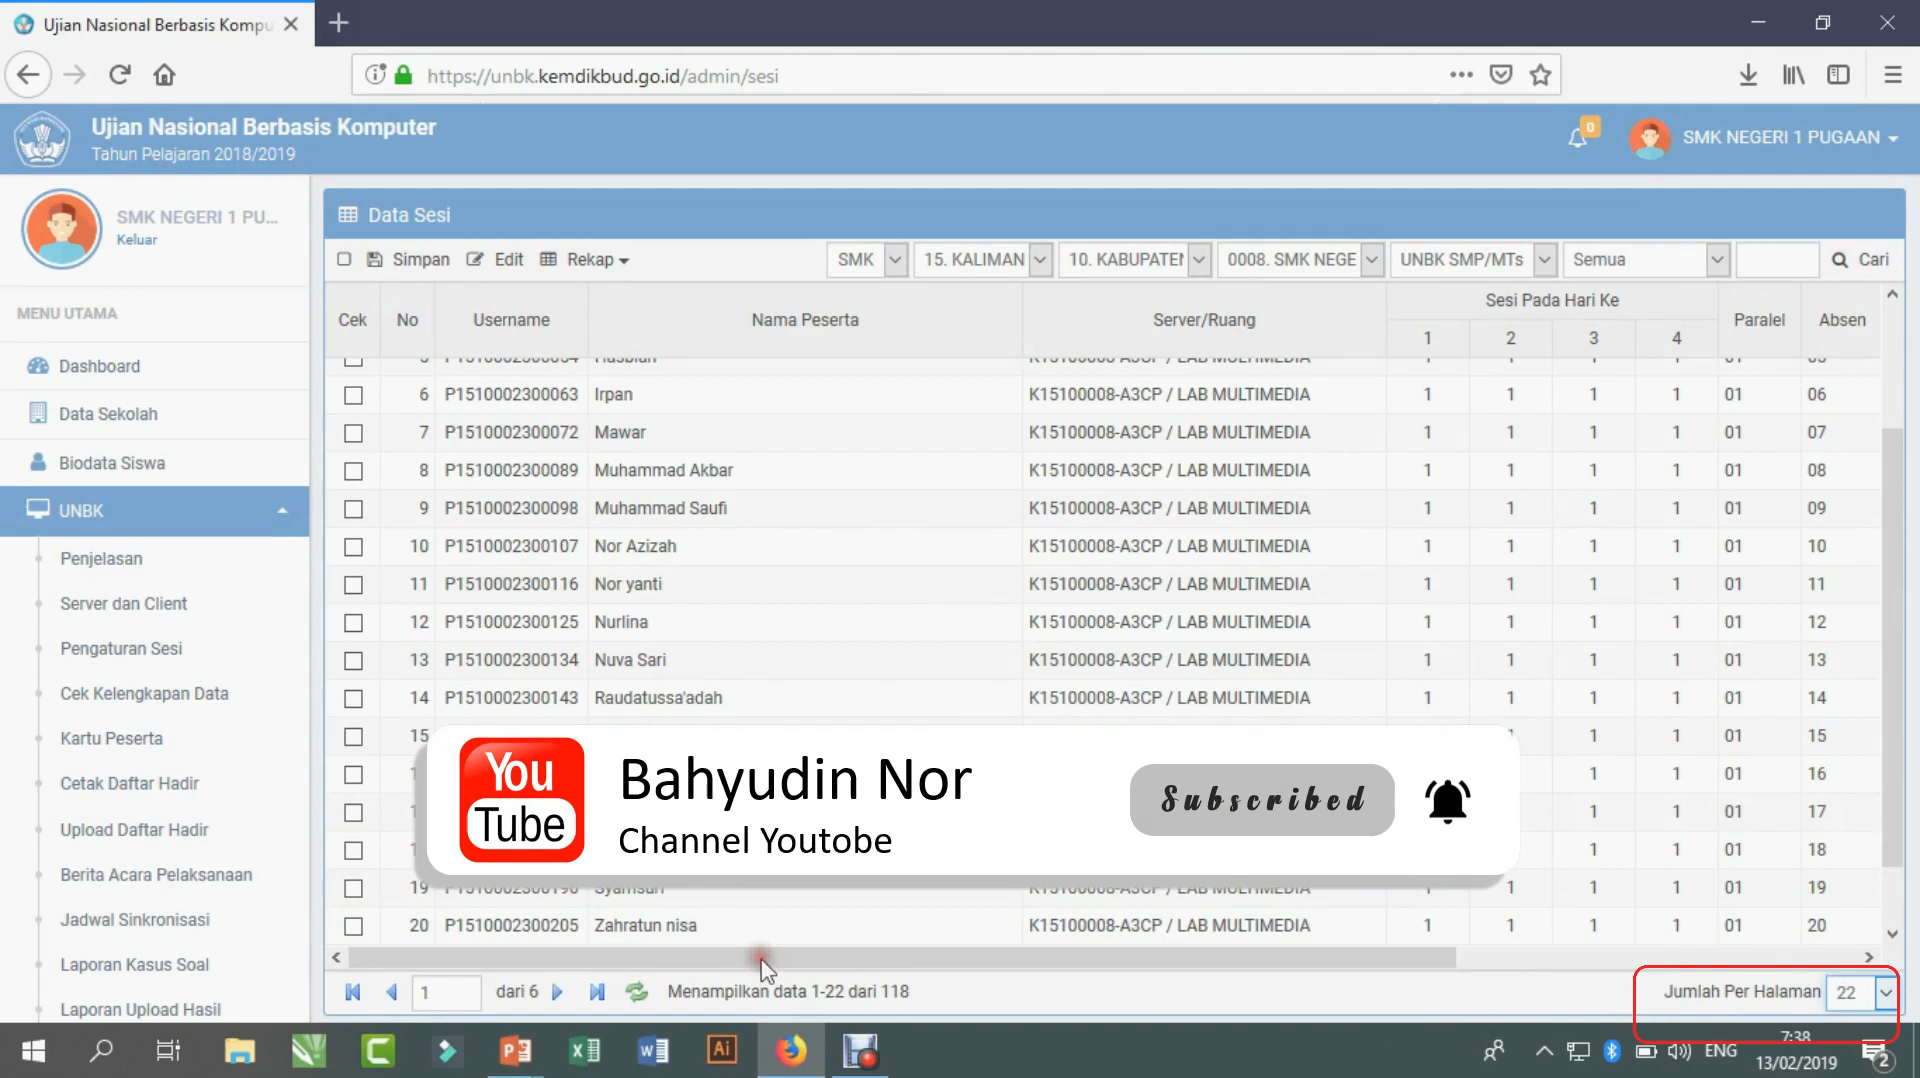 Ujian Nasional Berbasis Kompu
https://unbk.kemdikbud.go.id/admin/sesi
Ujian Nasional Berbasis Komputer
Tahun Pelajaran 2018/2019
0
SMK NEGERI 1 PUGAAN
SMK NEGERI 1 PU...
Keluar
MENU UTAMA
Dashboard
Data Sekolah
Biodata Siswa
UNBK
Penjelasan
Server dan Client
Pengaturan Sesi
Cek Kelengkapan Data
Kartu Peserta
Cetak Daftar Hadir
Upload Daftar Hadir
Berita Acara Pelaksanaan
Jadwal Sinkronisasi
Laporan Kasus Soal
Laporan Upload Hasil
Data Sesi
Simpan Edit Rekap SMK 15. KALIMAN 10. KABUPATEN 0008. SMK NEGE UNBK SMP/MTs Semua Cari
Cek No Username Nama Peserta Server/Ruang Sesi Pada Hari Ke Paralel Absen
1 2 3 4
6 P1510002300063 Irpan K15100008-A3CP / LAB MULTIMEDIA 1 1 1 1 01 06
7 P1510002300072 Mawar K15100008-A3CP / LAB MULTIMEDIA 1 1 1 1 01 07
8 P1510002300089 Muhammad Akbar K15100008-A3CP / LAB MULTIMEDIA 1 1 1 1 01 08
9 P1510002300098 Muhammad Saufi K15100008-A3CP / LAB MULTIMEDIA 1 1 1 1 01 09
10 P1510002300107 Nor Azizah K15100008-A3CP / LAB MULTIMEDIA 1 1 1 1 01 10
11 P1510002300116 Nor yanti K15100008-A3CP / LAB MULTIMEDIA 1 1 1 1 01 11
12 P1510002300125 Nurlina K15100008-A3CP / LAB MULTIMEDIA 1 1 1 1 01 12
13 P1510002300134 Nuva Sari K15100008-A3CP / LAB MULTIMEDIA 1 1 1 1 01 13
14 P1510002300143 Raudatussa'adah K15100008-A3CP / LAB MULTIMEDIA 1 1 1 1 01 14
15 1 1 1 01 15
1 1 01 16
1 1 01 17
1 1 01 18
19 1 1 1 01 19
20 P1510002300205 Zahratun nisa K15100008-A3CP / LAB MULTIMEDIA 1 1 1 1 01 20
You
Tube
Bahyudin Nor
Channel Youtobe
Subscribed
1 dari 6 Menampilkan data 1-22 dari 118 Jumlah Per Halaman 22
Ai
ENG
7:38
13/02/2019
2